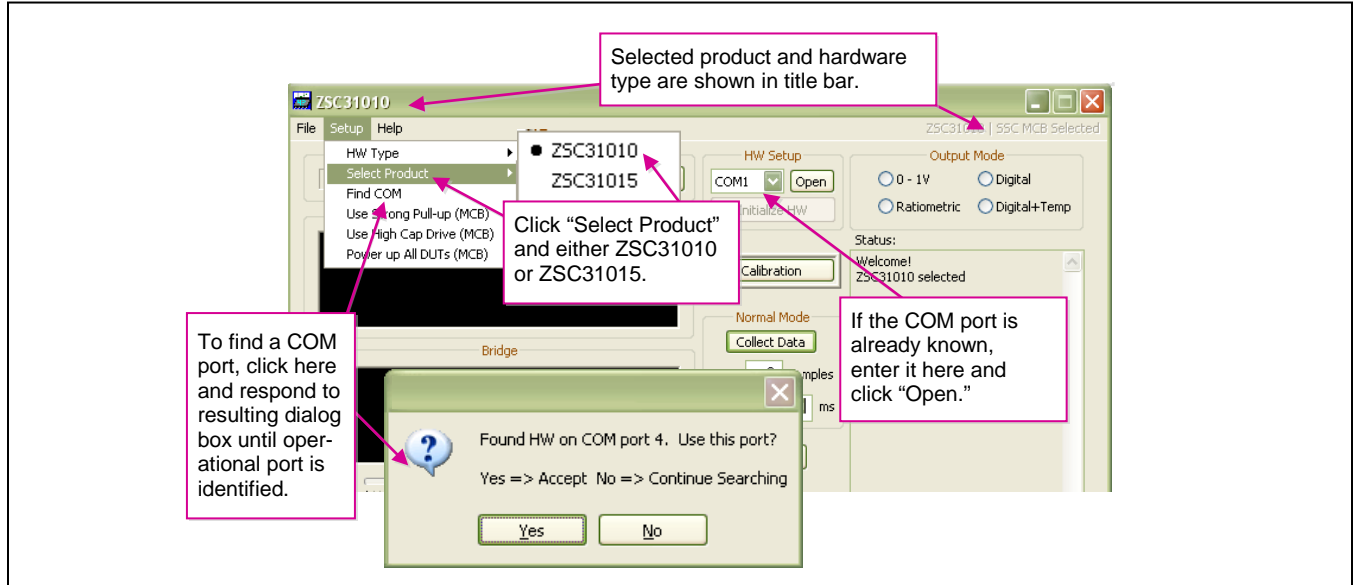 Selected product and hardware
type are shown in title bar.
ZSC31010
File Setup Help
ZSC31010 | SSC MCB Selected
HW Type
Select Product
Find COM
Use Strong Pull-up (MCB)
Use High Cap Drive (MCB)
Power up All DUTs (MCB)
ZSC31010
ZSC31015
Click “Select Product”
and either ZSC31010
or ZSC31015.
HW Setup
COM1 Open
Initialize HW
Output Mode
0 - 1V Digital
Ratiometric Digital+Temp
Status:
Welcome!
ZSC31010 selected
Calibration
Normal Mode
Collect Data
ms
If the COM port is
already known,
enter it here and
click “Open.”
To find a COM
port, click here
and respond to
resulting dialog
box until oper-
ational port is
identified.
Bridge
Found HW on COM port 4. Use this port?
Yes => Accept No => Continue Searching
Yes No